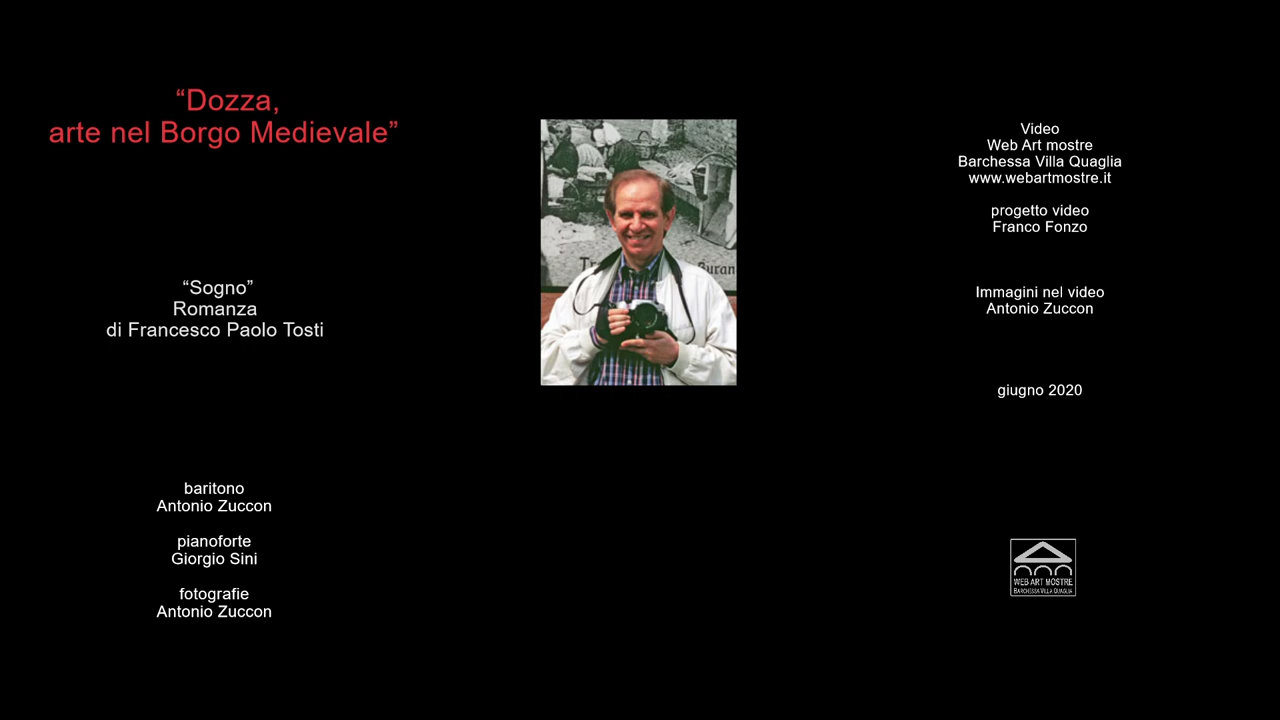 “Dozza,
arte nel Borgo Medievale”
“Sogno”
Romanza
di Francesco Paolo Tosti
baritono
Antonio Zuccon
pianoforte
Giorgio Sini
fotografie
Antonio Zuccon
Video
Web Art mostre
Barchessa Villa Quaglia
www.webartmostre.it
progetto video
Franco Fonzo
Immagini nel video
Antonio Zuccon
giugno 2020
WEB ART MOSTRE
BARCHESSA VILLA QUAGLIA